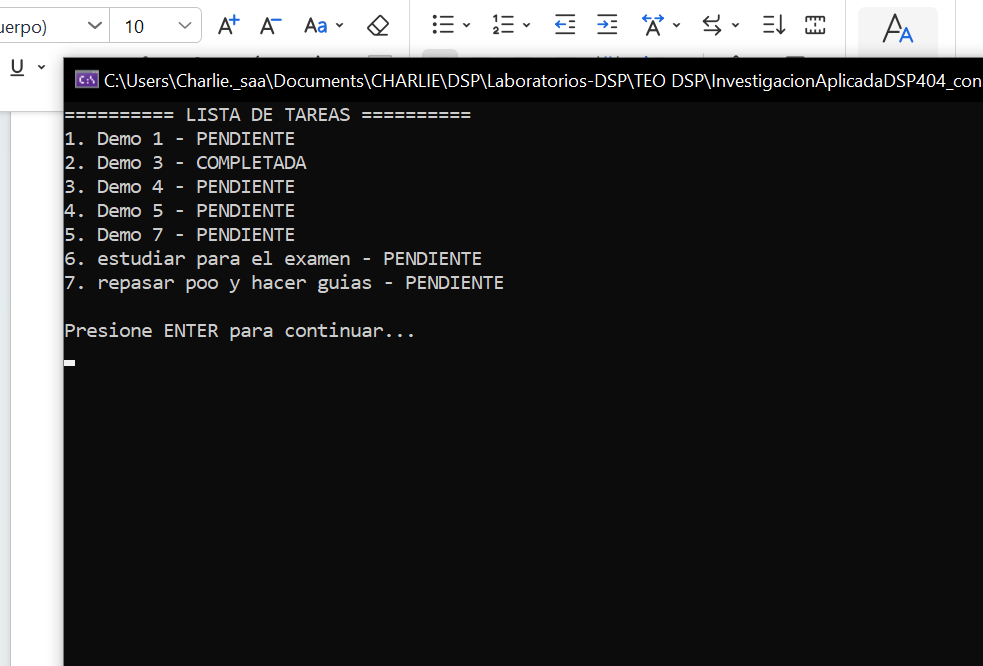 uerpo)
10
A+ A- Aa
U
C:\Users\Charlie._saa\Documents\CHARLIE\DSP\Laboratorios-DSP\TEO DSP\InvestigacionAplicadaDSP404_con
========== LISTA DE TAREAS ==========
1. Demo 1 - PENDIENTE
2. Demo 3 - COMPLETADA
3. Demo 4 - PENDIENTE
4. Demo 5 - PENDIENTE
5. Demo 7 - PENDIENTE
6. estudiar para el examen - PENDIENTE
7. repasar poo y hacer guias - PENDIENTE
Presione ENTER para continuar...